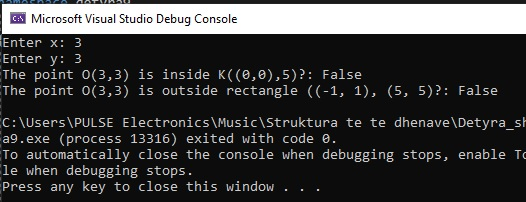 Microsoft Visual Studio Debug Console
Enter x: 3
Enter y: 3
The point O(3,3) is inside K((0,0),5)?: False
The point O(3,3) is outside rectangle ((-1, 1), (5, 5)?: False
C:\Users\PULSE Electronics\Music\Struktura te te dhenave\Detyra_sh
a9.exe (process 13316) exited with code 0.
To automatically close the console when debugging stops, enable To
le when debugging stops.
Press any key to close this window . . .